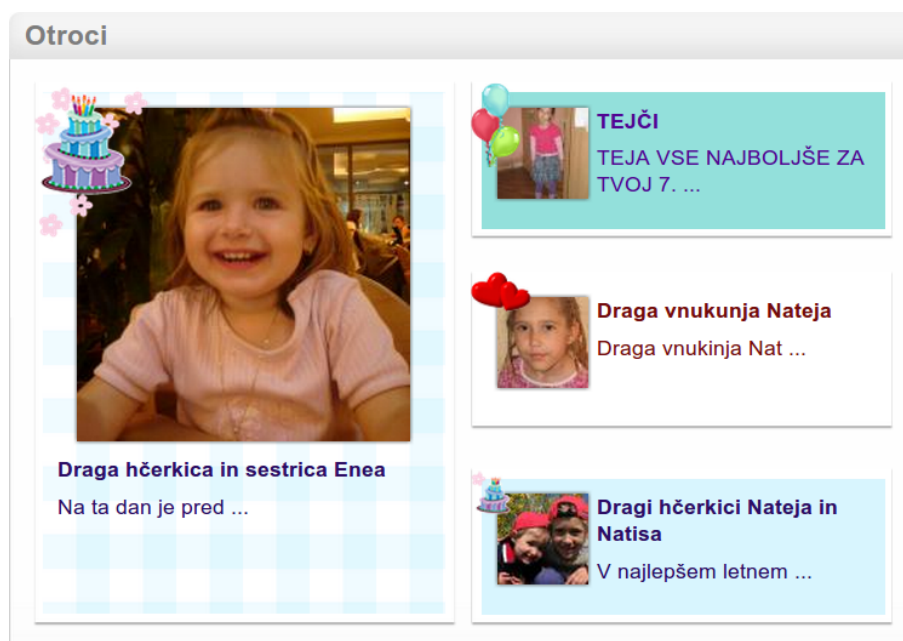 Otroci
Draga hčerkica in sestrica Enea
Na ta dan je pred ...
TEJČI
TEJA VSE NAJBOLJŠE ZA
TVOJ 7. ...
Draga vnukunja Nateja
Draga vnukinja Nat ...
Dragi hčerkici Nateja in
Natisa
V najlepšem letnem ...